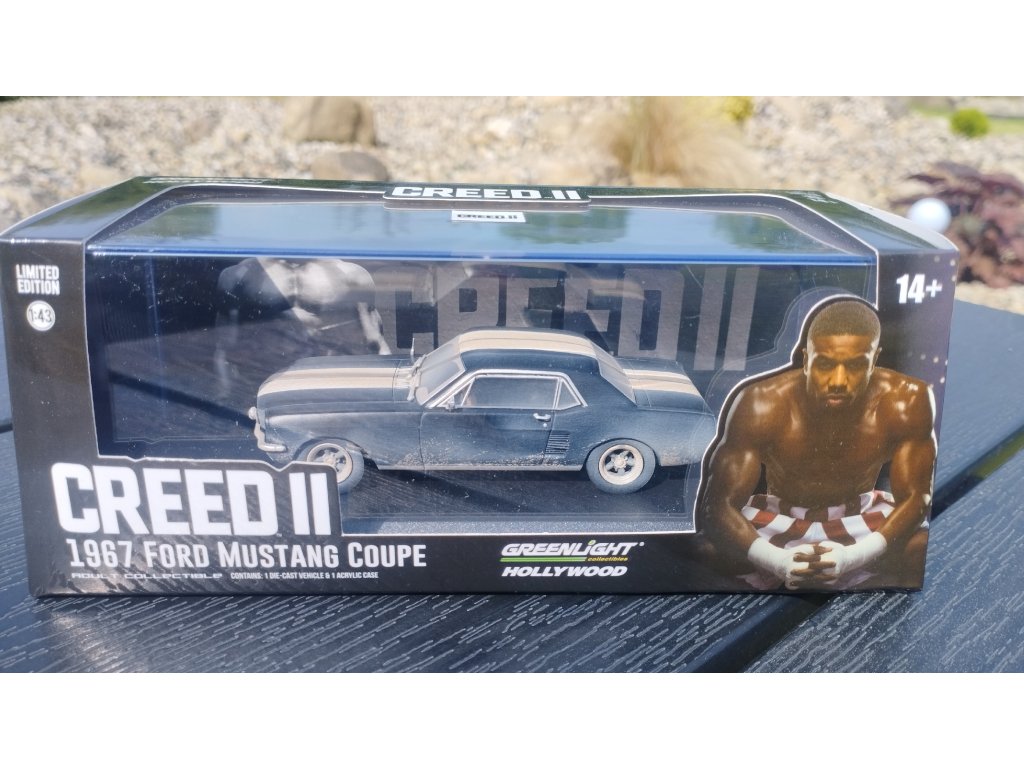 CREED II
CREED II
LIMITED
EDITION
1:43
CREED II
14+
CREED II
1967 FORD MUSTANG COUPE
ADULT COLLECTIBLE CONTAINS: 1 DIE-CAST VEHICLE & 1 ACRYLIC CASE
GREENLIGHT
collectibles
HOLLYWOOD